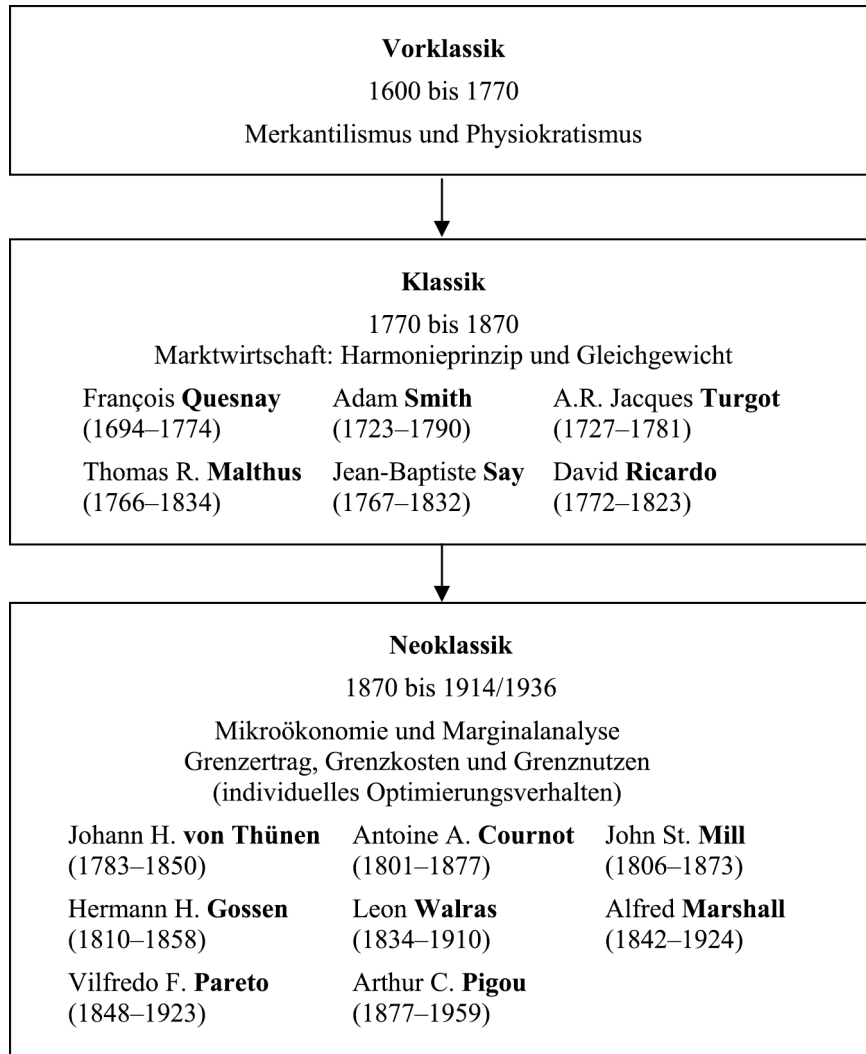 Vorklassik
1600 bis 1770
Merkantilismus und Physiokratismus
Klassik
1770 bis 1870
Marktwirtschaft: Harmonieprinzip und Gleichgewicht
François Quesnay Adam Smith A.R. Jacques Turgot
(1694–1774) (1723–1790) (1727–1781)
Thomas R. Malthus Jean-Baptiste Say David Ricardo
(1766–1834) (1767–1832) (1772–1823)
Neoklassik
1870 bis 1914/1936
Mikroökonomie und Marginalanalyse
Grenzertrag, Grenzkosten und Grenznutzen
(individuelles Optimierungsverhalten)
Johann H. von Thünen Antoine A. Cournot John St. Mill
(1783–1850) (1801–1877) (1806–1873)
Hermann H. Gossen Leon Walras Alfred Marshall
(1810–1858) (1834–1910) (1842–1924)
Vilfredo F. Pareto Arthur C. Pigou
(1848–1923) (1877–1959)